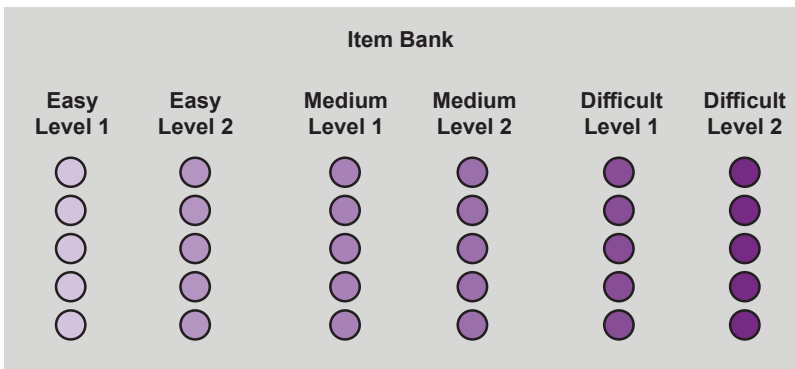 Item Bank
Easy Level 1
Easy Level 2
Medium Level 1
Medium Level 2
Difficult Level 1
Difficult Level 2